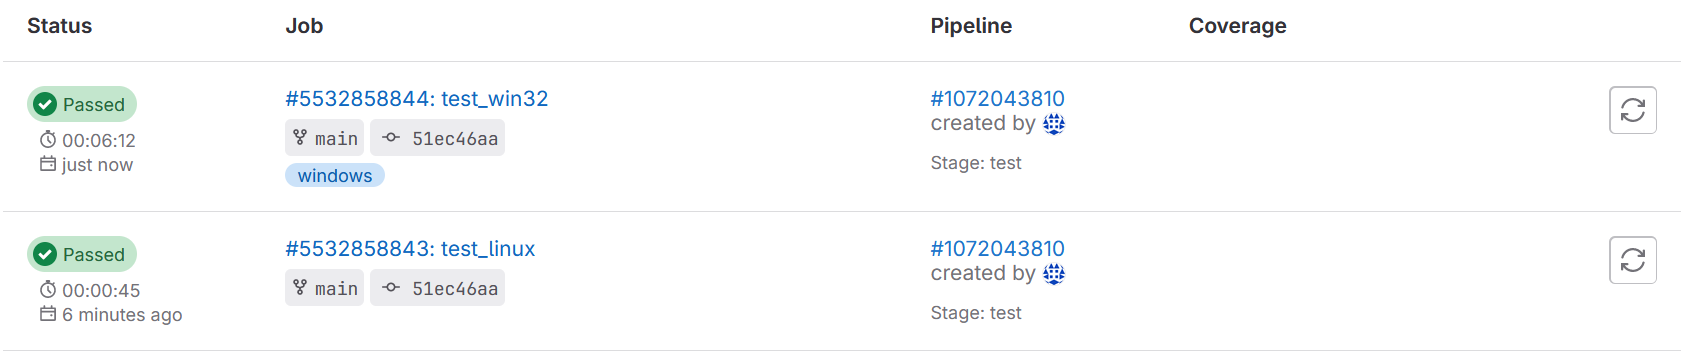 Status Job Pipeline Coverage
Passed #5532858844: test_win32 #1072043810
00:06:12 main 51ec46aa created by
just now windows Stage: test
Passed #5532858843: test_linux #1072043810
00:00:45 main 51ec46aa created by
6 minutes ago Stage: test